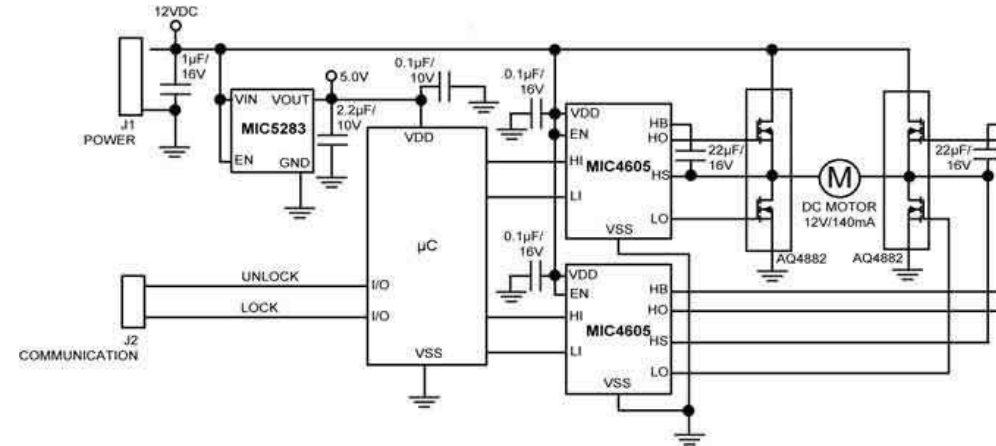 12VDC
1µF/
16V
J1
POWER
VIN
VOUT
MIC5283
EN
GND
5.0V
2.2µF/
10V
0.1µF/
10V
VDD
µC
I/O
I/O
VSS
UNLOCK
LOCK
J2
COMMUNICATION
0.1µF/
16V
VDD
EN
HI
LI
MIC4605
HB
HO
HS
LO
VSS
22µF/
16V
M
DC MOTOR
12V/140mA
AQ4882
AQ4882
22µF/
16V
0.1µF/
16V
VDD
EN
HI
LI
MIC4605
HB
HO
HS
LO
VSS